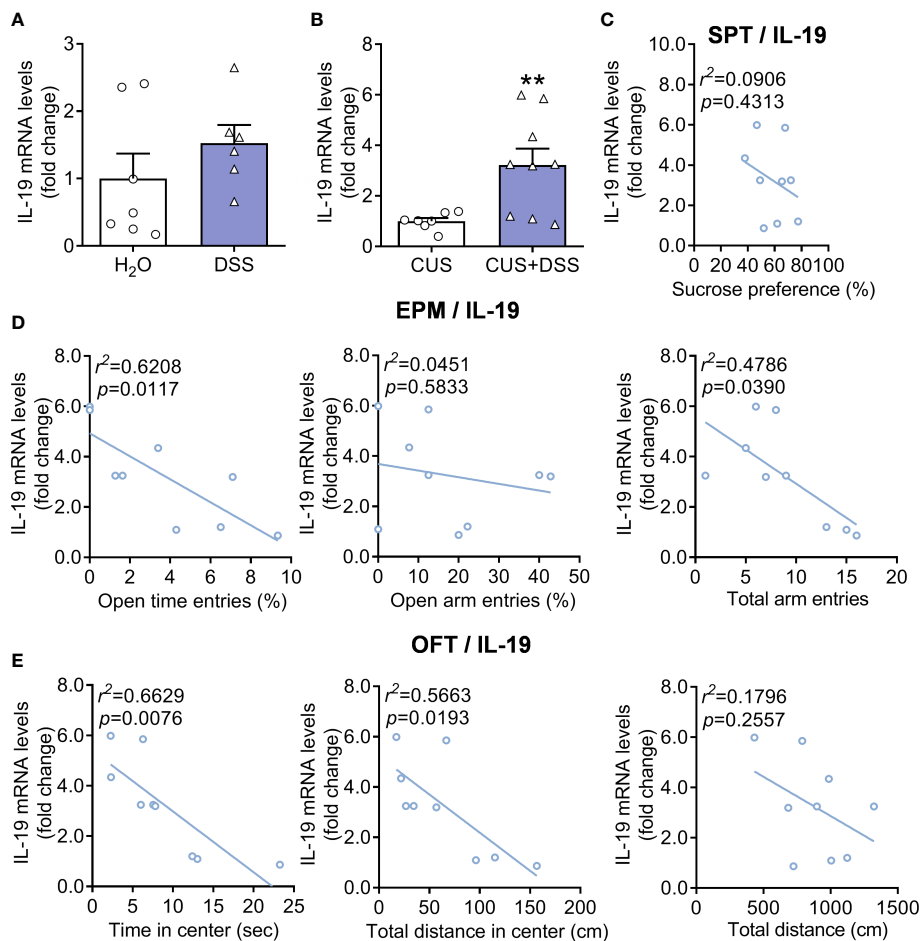 A
IL-19 mRNA levels
(fold change)
3
2
1
0
H2O
DSS
B
IL-19 mRNA levels
(fold change)
8
6
4
2
0
**
CUS
CUS+DSS
C
SPT / IL-19
IL-19 mRNA levels
(fold change)
10.0
8.0
6.0
4.0
2.0
0.0
r2=0.0906
p=0.4313
0 20 40 60 80 100
Sucrose preference (%)
D
EPM / IL-19
IL-19 mRNA levels
(fold change)
8.0
6.0
4.0
2.0
0.0
r2=0.6208
p=0.0117
0 2 4 6 8 10
Open time entries (%)
IL-19 mRNA levels
(fold change)
8.0
6.0
4.0
2.0
0.0
r2=0.0451
p=0.5833
0 10 20 30 40 50
Open arm entries (%)
IL-19 mRNA levels
(fold change)
8.0
6.0
4.0
2.0
0.0
r2=0.4786
p=0.0390
0 5 10 15 20
Total arm entries
E
OFT / IL-19
IL-19 mRNA levels
(fold change)
8.0
6.0
4.0
2.0
0.0
r2=0.6629
p=0.0076
0 5 10 15 20 25
Time in center (sec)
IL-19 mRNA levels
(fold change)
8.0
6.0
4.0
2.0
0.0
r2=0.5663
p=0.0193
0 50 100 150 200
Total distance in center (cm)
IL-19 mRNA levels
(fold change)
8.0
6.0
4.0
2.0
0.0
r2=0.1796
p=0.2557
0 500 1000 1500
Total distance (cm)